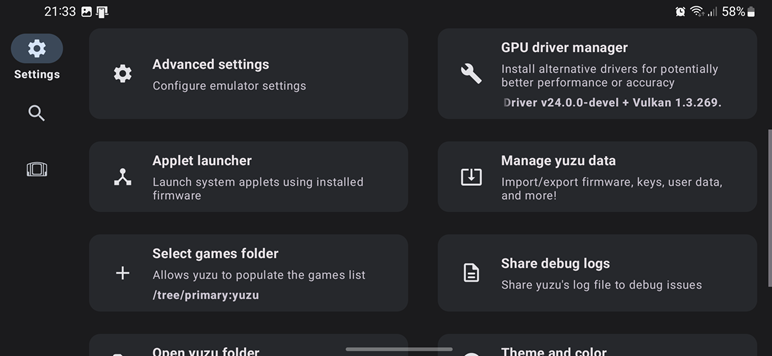 21:33
58%
Settings
Advanced settings
Configure emulator settings
GPU driver manager
Install alternative drivers for potentially
better performance or accuracy
Driver v24.0.0-devel + Vulkan 1.3.269.
Applet launcher
Launch system applets using installed
firmware
Manage yuzu data
Import/export firmware, keys, user data,
and more!
Select games folder
Allows yuzu to populate the games list
/tree/primary:yuzu
Share debug logs
Share yuzu's log file to debug issues
Open yuzu folder
Theme and color